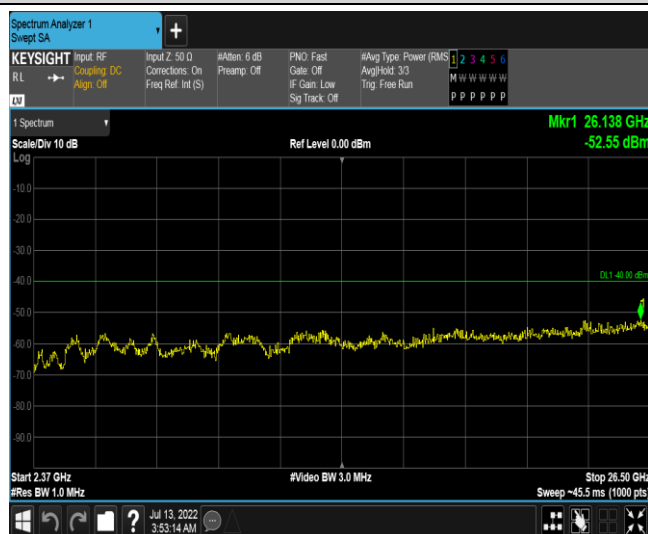 Spectrum Analyzer 1
Swept SA
+
KEYSIGHT
RL
LXI
Input: RF
Coupling: DC
Align: Off
Input Z: 50 Ω
Corrections: On
Freq Ref: Int (S)
#Atten: 6 dB
Preamp: Off
PNO: Fast
Gate: Off
IF Gain: Low
Sig Track: Off
#Avg Type: Power (RMS
Avg|Hold: 3/3
Trig: Free Run
1 2 3 4 5 6
M W W W W W
P P P P P P
1 Spectrum
Mkr1 26.138 GHz
Scale/Div 10 dB
Ref Level 0.00 dBm
-52.55 dBm
Log
-10.0
-20.0
-30.0
DL1 -40.00 dBm
-40.0
-50.0
-60.0
-70.0
-80.0
-90.0
Start 2.37 GHz
#Video BW 3.0 MHz
Stop 26.50 GHz
#Res BW 1.0 MHz
Sweep ~45.5 ms (1000 pts)
?
Jul 13, 2022
3:53:14 AM